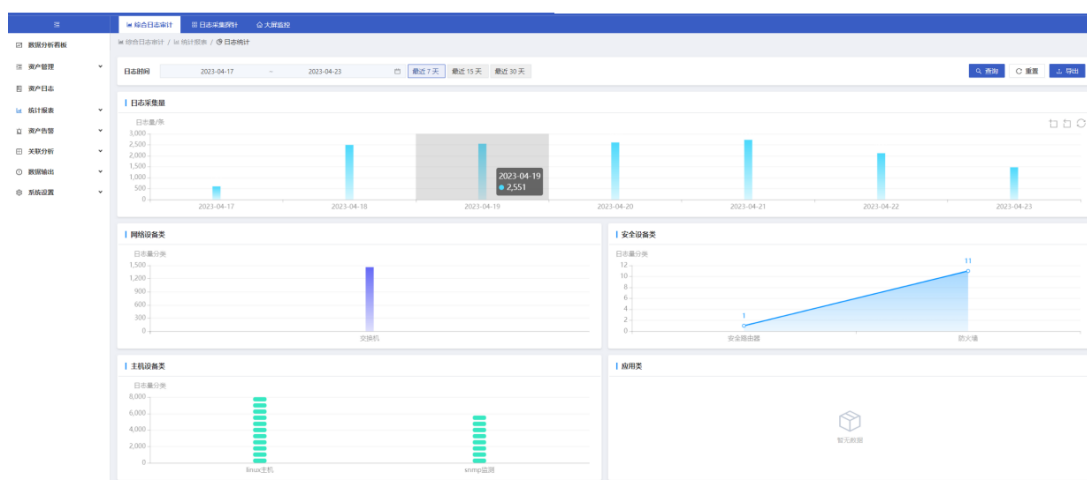 综合日志审计 日志采集探针 大屏监控
数据分析看板
资产管理
资产日志
统计报表
资产告警
关联分析
数据输出
系统设置
综合日志审计 / 统计报表 / 日志统计
日志时间 2023-04-17 ~ 2023-04-23 最近 7 天 最近 15 天 最近 30 天 查询 重置 导出
日志采集量
日志量/条
3,000
2,500
2,000
1,500
1,000
500
0
2023-04-19
2,551
2023-04-17 2023-04-18 2023-04-19 2023-04-20 2023-04-21 2023-04-22 2023-04-23
网络设备类
日志量分类
1,500
1,200
900
600
300
0
交换机
安全设备类
日志量分类
12
10
8
6
4
2
0
1
11
安全路由器 防火墙
主机设备类
日志量分类
8,000
6,000
4,000
2,000
0
linux主机 snmp监测
应用类
暂无数据